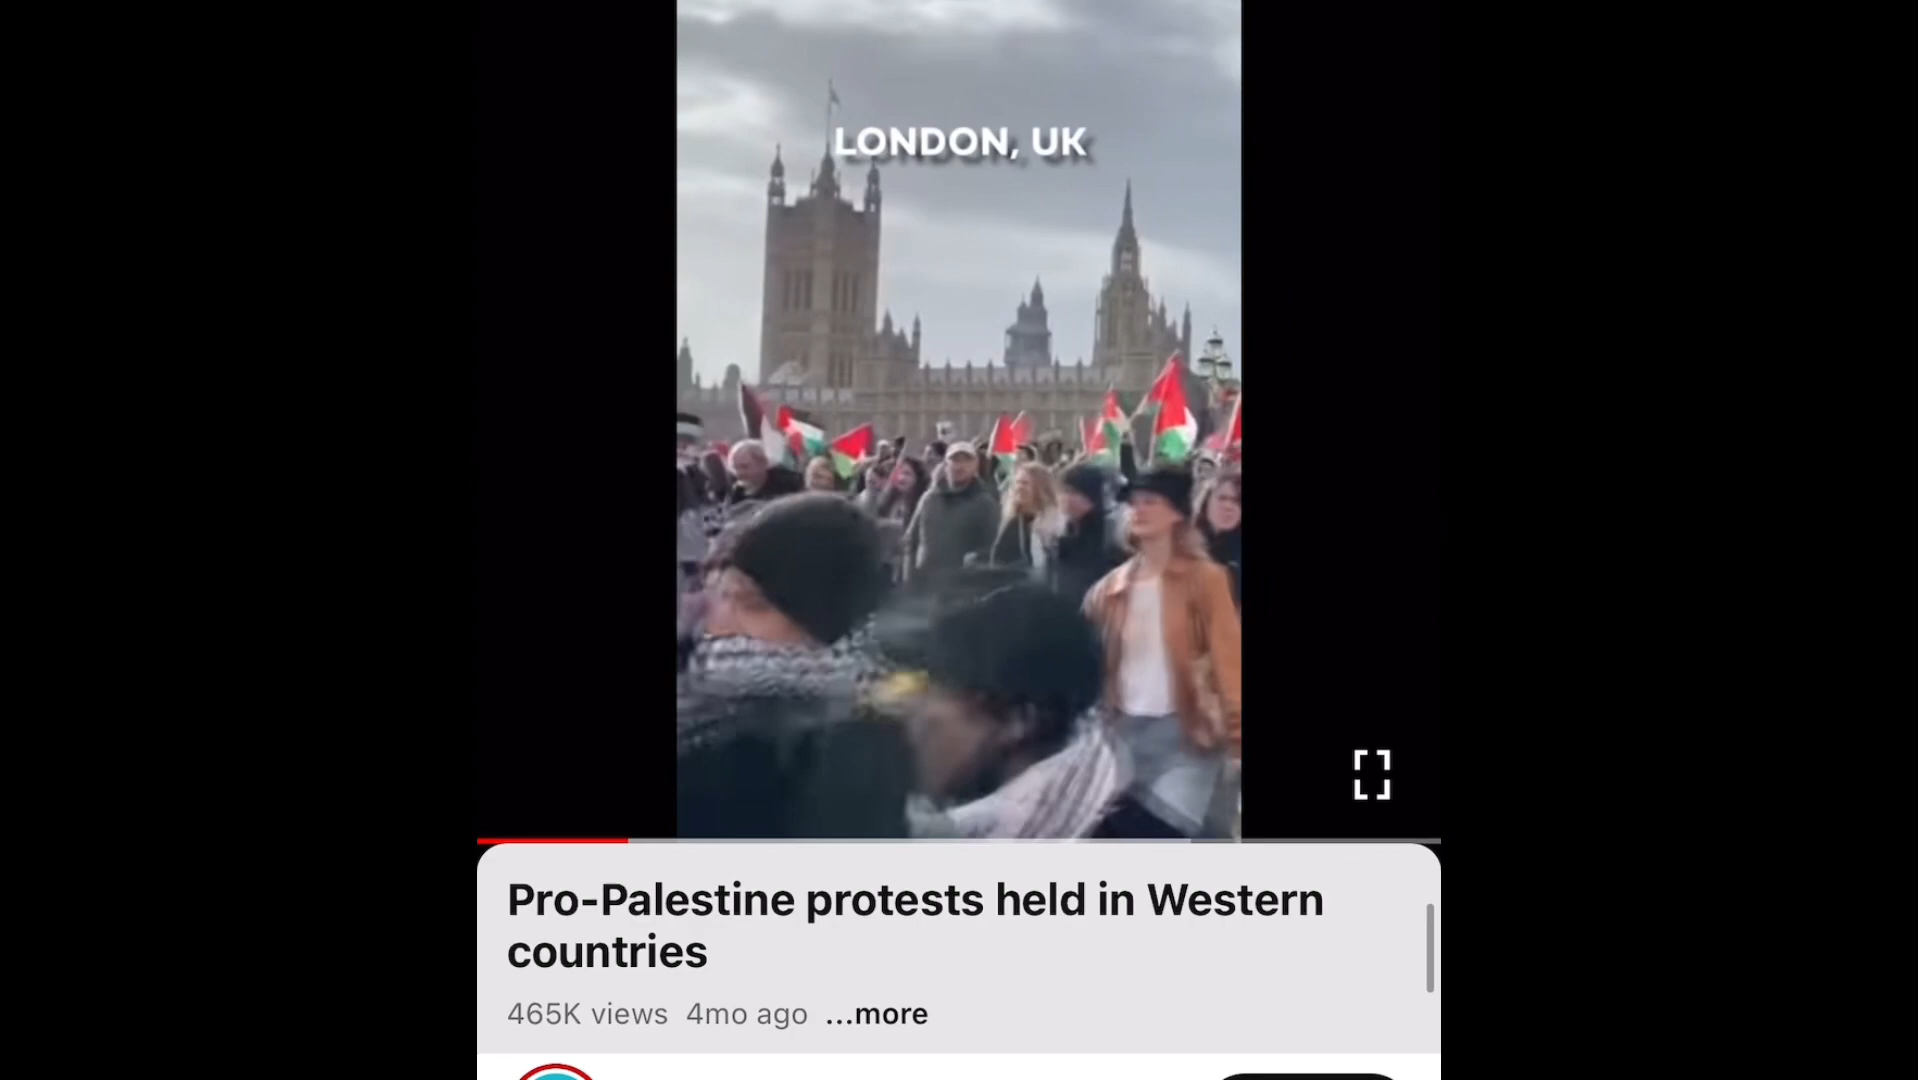 LONDON, UK
Pro-Palestine protests held in Western
countries
465K views 4mo ago ...more